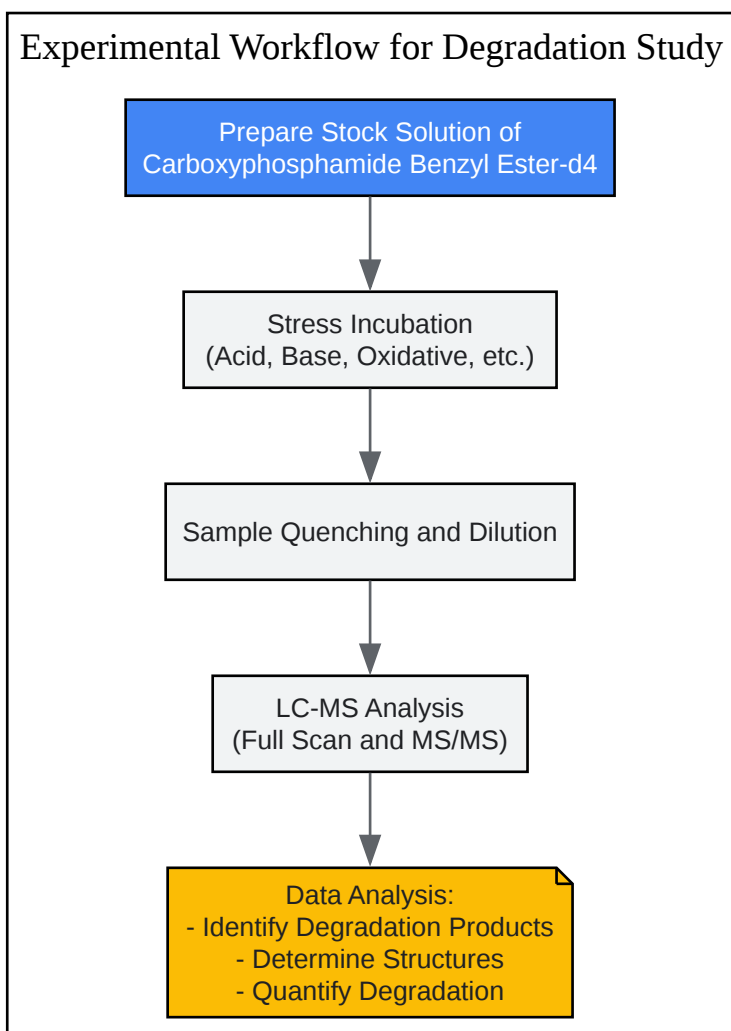 Experimental Workflow for Degradation Study
Prepare Stock Solution of
Carboxyphosphamide Benzyl Ester-d4
Stress Incubation
(Acid, Base, Oxidative, etc.)
Sample Quenching and Dilution
LC-MS Analysis
(Full Scan and MS/MS)
Data Analysis:
- Identify Degradation Products
- Determine Structures
- Quantify Degradation